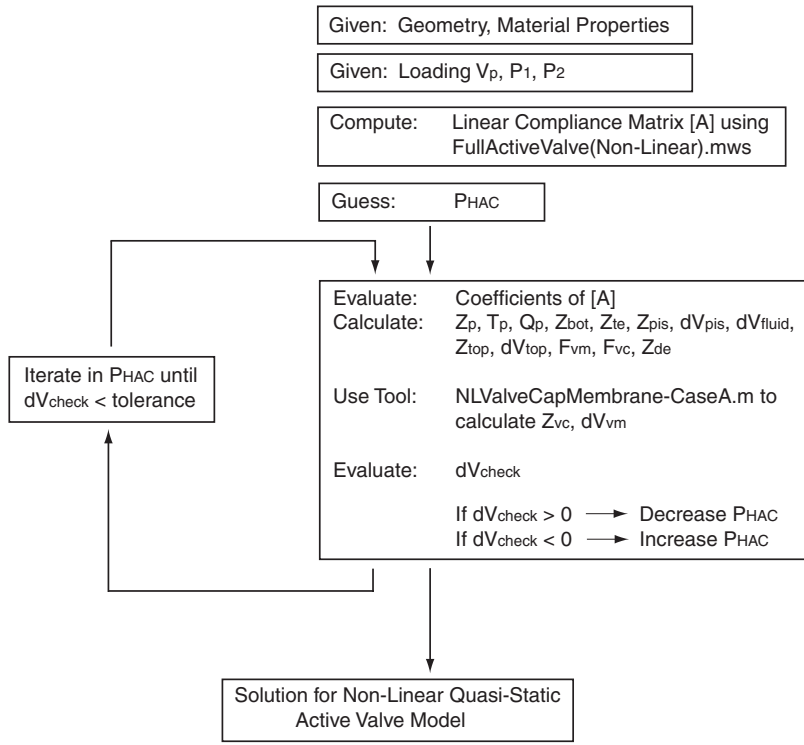 Given: Geometry, Material Properties
Given: Loading Vp, P1, P2
Compute: Linear Compliance Matrix [A] using
FullActiveValve(Non-Linear).mws
Guess: PHAC
Evaluate: Coefficients of [A]
Calculate: Zp, Tp, Qp, Zbot, Zte, Zpis, dVpis, dVfluid,
Ztop, dVtop, Fvm, Fvc, Zde
Use Tool: NLValveCapMembrane-CaseA.m to
calculate Zvc, dVvm
Evaluate: dVcheck
If dVcheck > 0 → Decrease PHAC
If dVcheck < 0 → Increase PHAC
Iterate in PHAC until
dVcheck < tolerance
Solution for Non-Linear Quasi-Static
Active Valve Model